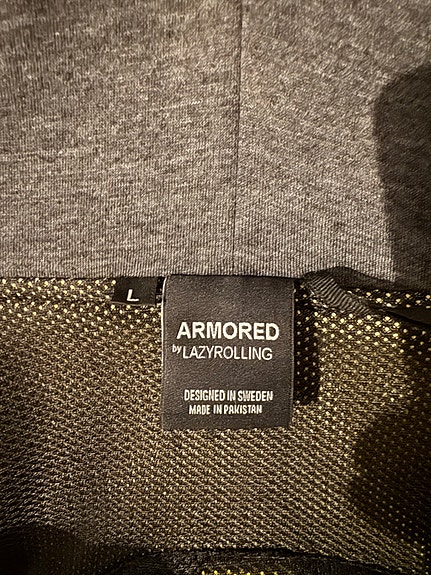 L
ARMORED
by LAZYROLLING
DESIGNED IN SWEDEN
MADE IN PAKISTAN